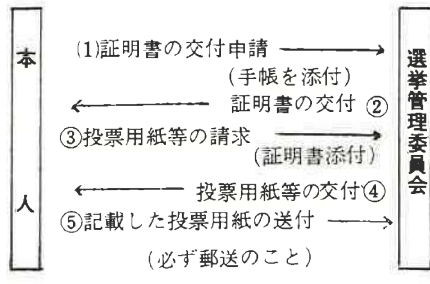 本人
(1)証明書の交付申請
(手帳を添付)
証明書の交付 ②
③投票用紙等の請求
(証明書添付)
投票用紙等の交付④
⑤記載した投票用紙の送付
(必ず郵送のこと)
選挙管理委員会